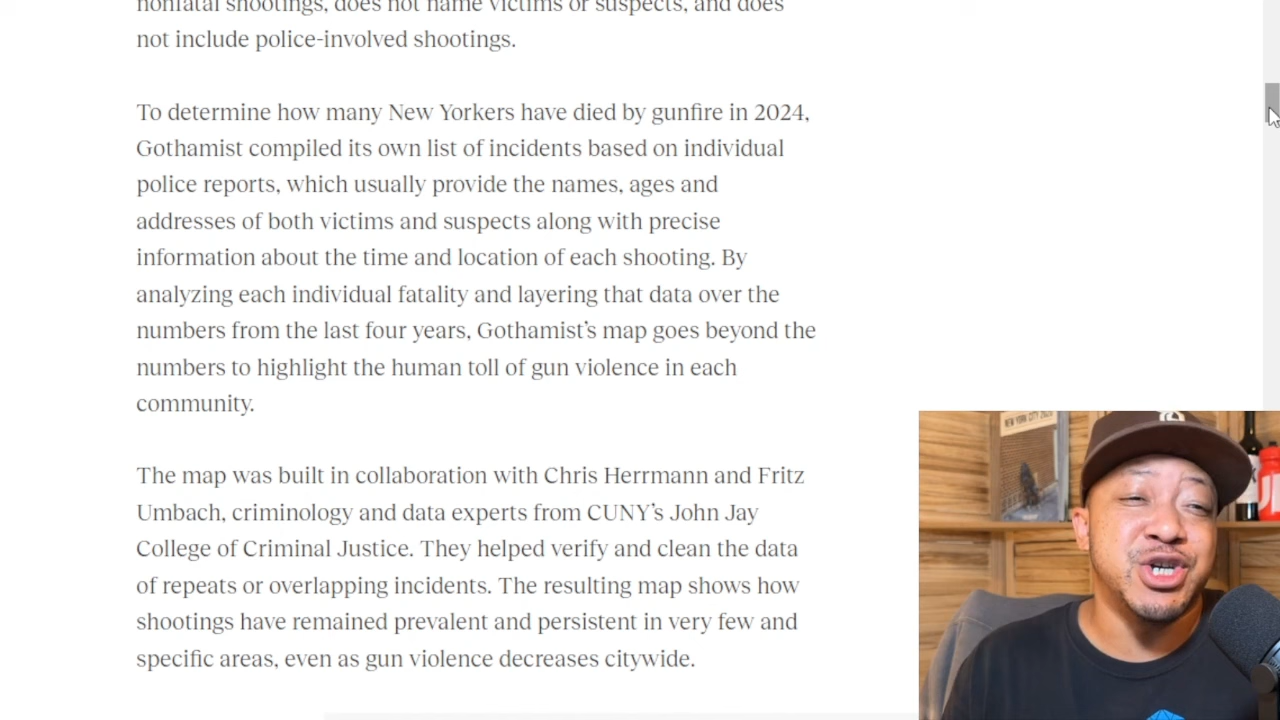 nonfatal shootings, does not name victims or suspects, and does
not include police-involved shootings.
To determine how many New Yorkers have died by gunfire in 2024,
Gothamist compiled its own list of incidents based on individual
police reports, which usually provide the names, ages and
addresses of both victims and suspects along with precise
information about the time and location of each shooting. By
analyzing each individual fatality and layering that data over the
numbers from the last four years, Gothamist’s map goes beyond the
numbers to highlight the human toll of gun violence in each
community.
The map was built in collaboration with Chris Herrmann and Fritz
Umbach, criminology and data experts from CUNY’s John Jay
College of Criminal Justice. They helped verify and clean the data
of repeats or overlapping incidents. The resulting map shows how
shootings have remained prevalent and persistent in very few and
specific areas, even as gun violence decreases citywide.
NEW YORK CITY